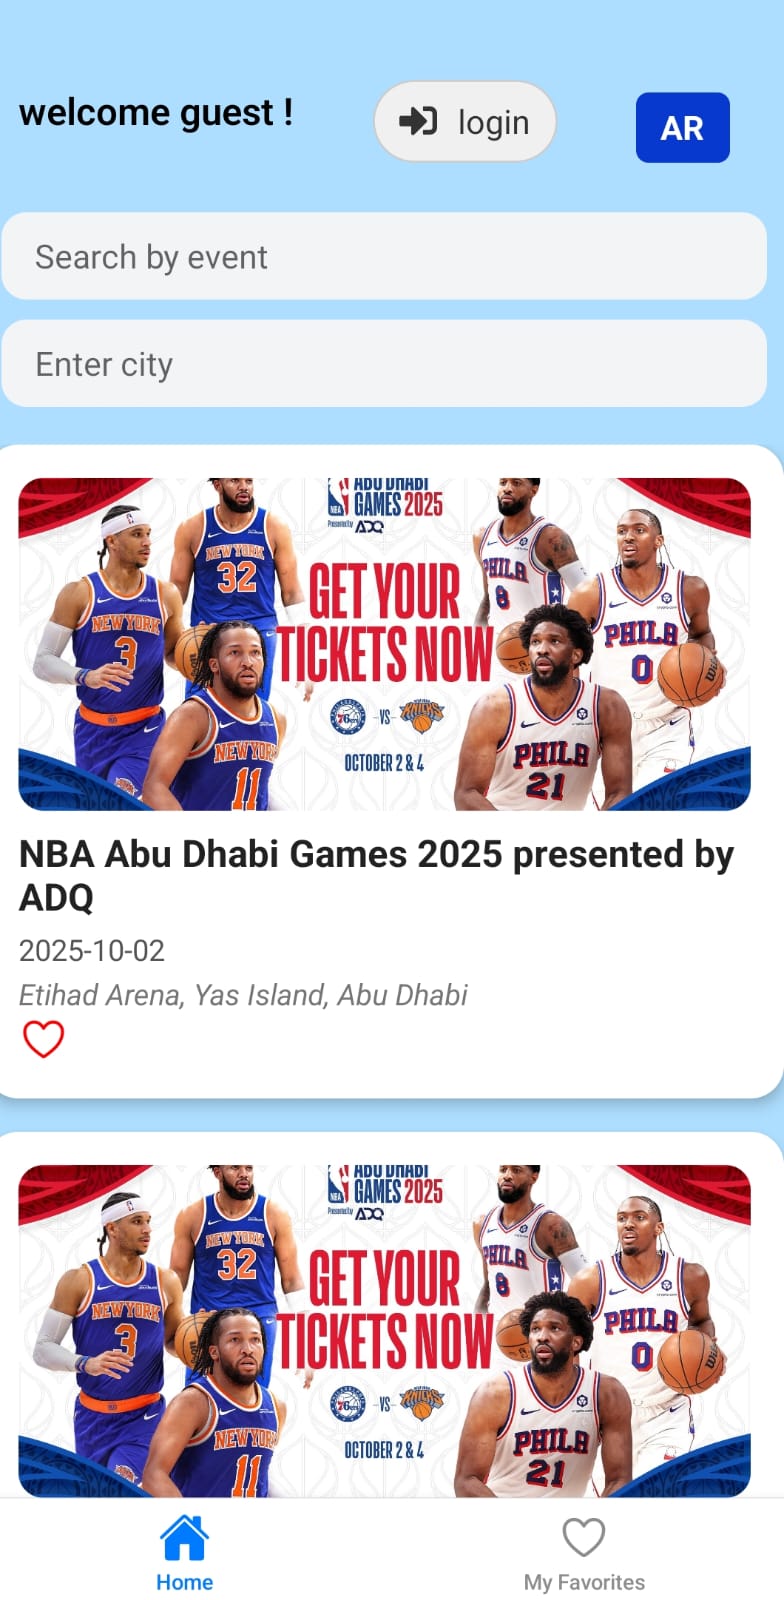 welcome guest !
login
AR
Search by event
Enter city
ABU DHABI
GAMES 2025
NBA
Presented by ADQ
GET YOUR
TICKETS NOW
76ers -VS- KNICKS
OCTOBER 2 & 4
NEW YORK
3
NEW YORK
32
NEW YORK
11
PHILA
8
PHILA
21
PHILA
0
NBA Abu Dhabi Games 2025 presented by
ADQ
2025-10-02
Etihad Arena, Yas Island, Abu Dhabi
ABU DHABI
GAMES 2025
NBA
Presented by ADQ
GET YOUR
TICKETS NOW
76ers -VS- KNICKS
OCTOBER 2 & 4
NEW YORK
3
NEW YORK
32
NEW YORK
11
PHILA
8
PHILA
21
PHILA
0
Home
My Favorites